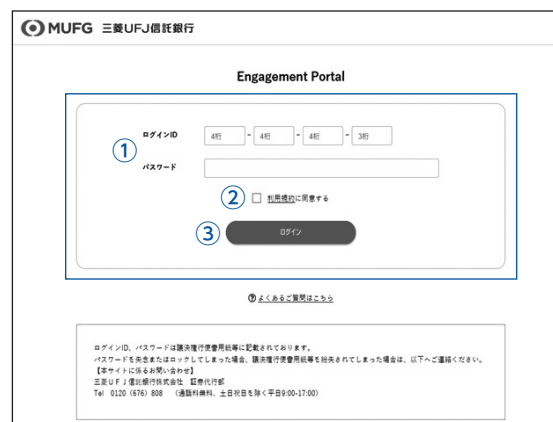 MUFG 三菱UFJ信託銀行
Engagement Portal
① ログインID 4桁 - 4桁 - 4桁 - 3桁
パスワード
② 利用規約に同意する
③ ログイン
? よくあるご質問はこちら
ログインID、パスワードは議決権行使書用紙等に記載されております。
パスワードを失念またはロックしてしまった場合、議決権行使書用紙等を紛失されてしまった場合は、以下へご連絡ください。
【本サイトに係るお問い合わせ】
三菱UFJ信託銀行株式会社 証券代行部
Tel 0120（676）808 （通話料無料、土日祝日を除く平日9:00-17:00）